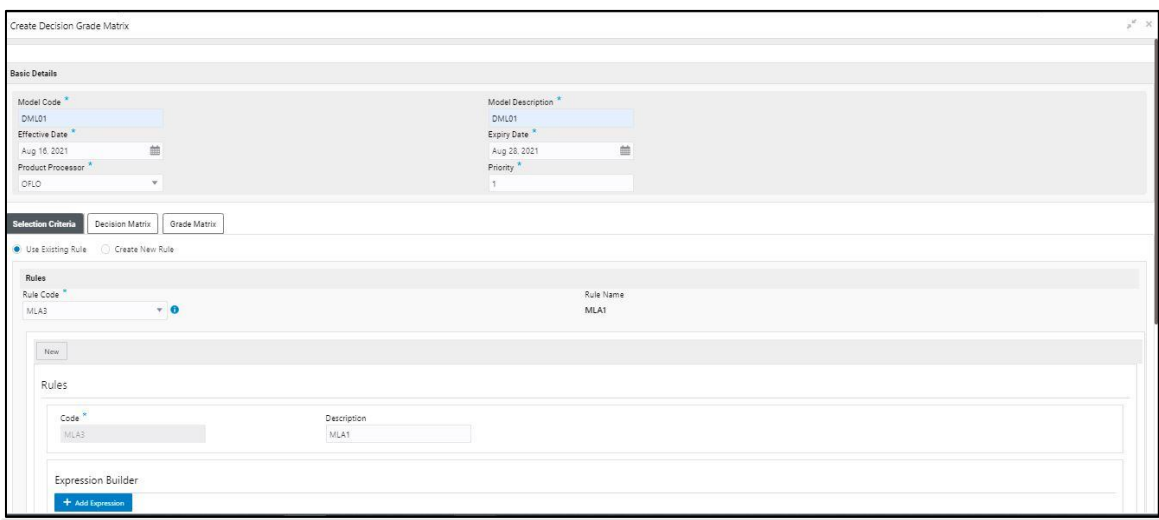 Create Decision Grade Matrix
Basic Details
Model Code *
Model Description *
DML01
DML01
Effective Date *
Expiry Date *
Aug 16, 2021
Aug 28, 2021
Product Processor *
Priority *
OFLO
1
Selection Criteria
Decision Matrix
Grade Matrix
Use Existing Rule
Create New Rule
Rules
Rule Code *
Rule Name
MLA3
MLA1
New
Rules
Code *
Description
MLA3
MLA1
Expression Builder
+ Add Expression